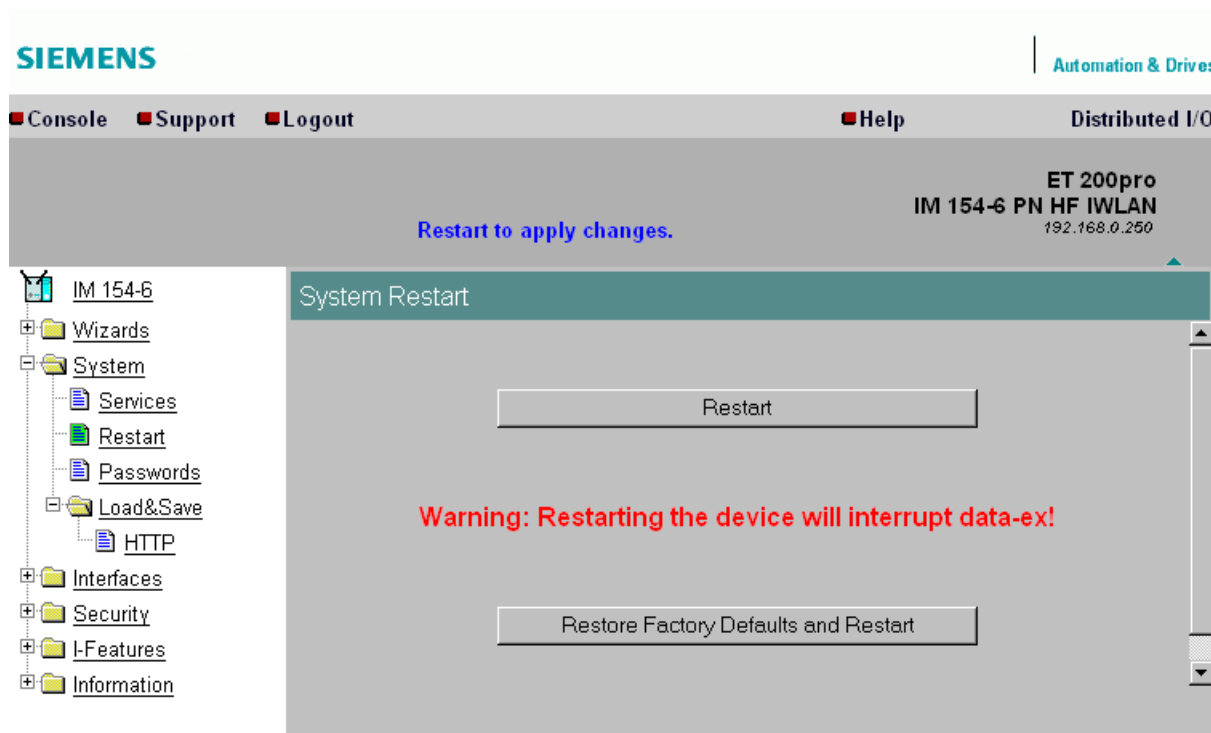 SIEMENS
Automation & Drives
Console Support Logout Help Distributed I/O
ET 200pro
IM 154-6 PN HF IWLAN
192.168.0.250
Restart to apply changes.
IM 154-6
Wizards
System
Services
Restart
Passwords
Load&Save
HTTP
Interfaces
Security
I-Features
Information
System Restart
Restart
Warning: Restarting the device will interrupt data-ex!
Restore Factory Defaults and Restart